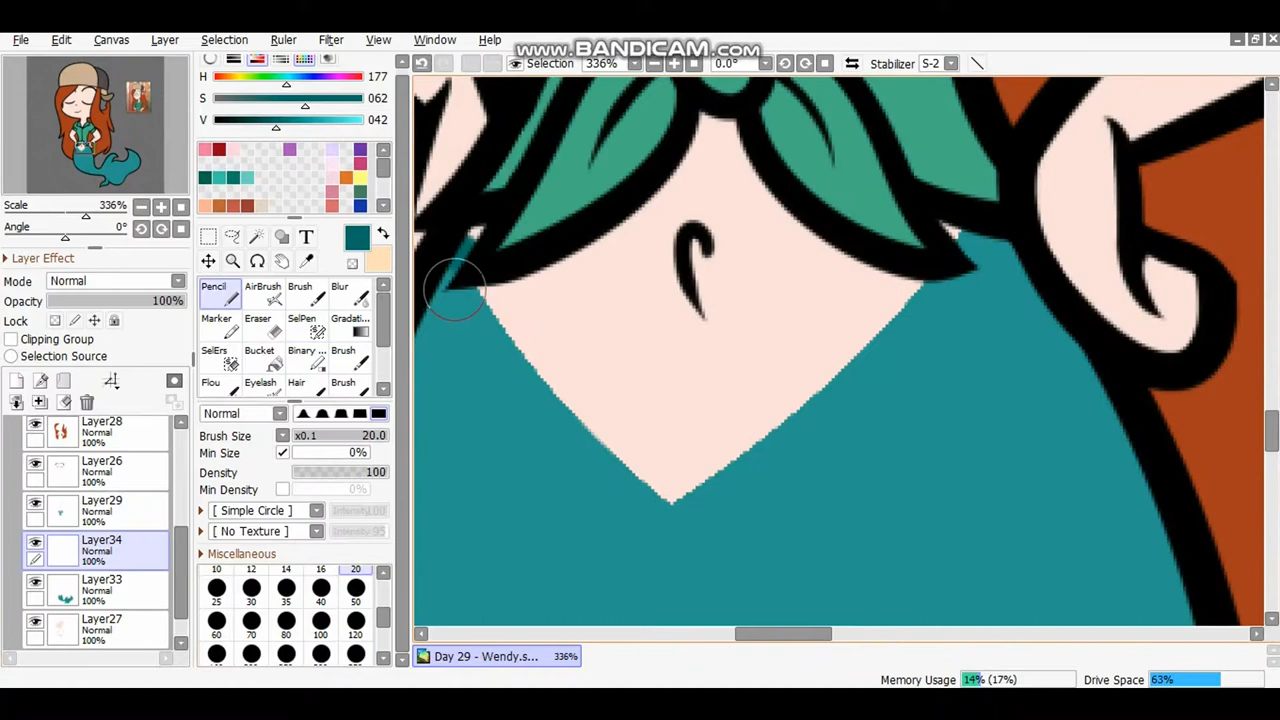 www.BANDICAM.com
File Edit Canvas Layer Selection Ruler Filter View Window Help
Selection 336% 0.0° Stabilizer S-2
H 177
S 062
V 042
Scale 336%
Angle 0°
Layer Effect
Mode Normal
Opacity 100%
Lock
Clipping Group
Selection Source
T
Pencil AirBrush Brush Blur
Marker Eraser SelPen Gradati...
SelErs Bucket Binary ... Brush
Flou Eyelash Hair Brush
Normal
Brush Size x0.1 20.0
Min Size 0%
Density 100
Min Density 0%
[ Simple Circle ] Intensity 100
[ No Texture ] Intensity 95
Miscellaneous
10 12 14 16 20
25 30 35 40 50
60 70 80 100 120
Layer28
Normal
100%
Layer26
Normal
100%
Layer29
Normal
100%
Layer34
Normal
100%
Layer33
Normal
100%
Layer27
Normal
100%
Day 29 - Wendy.s... 336%
Memory Usage 14% (17%) Drive Space 63%